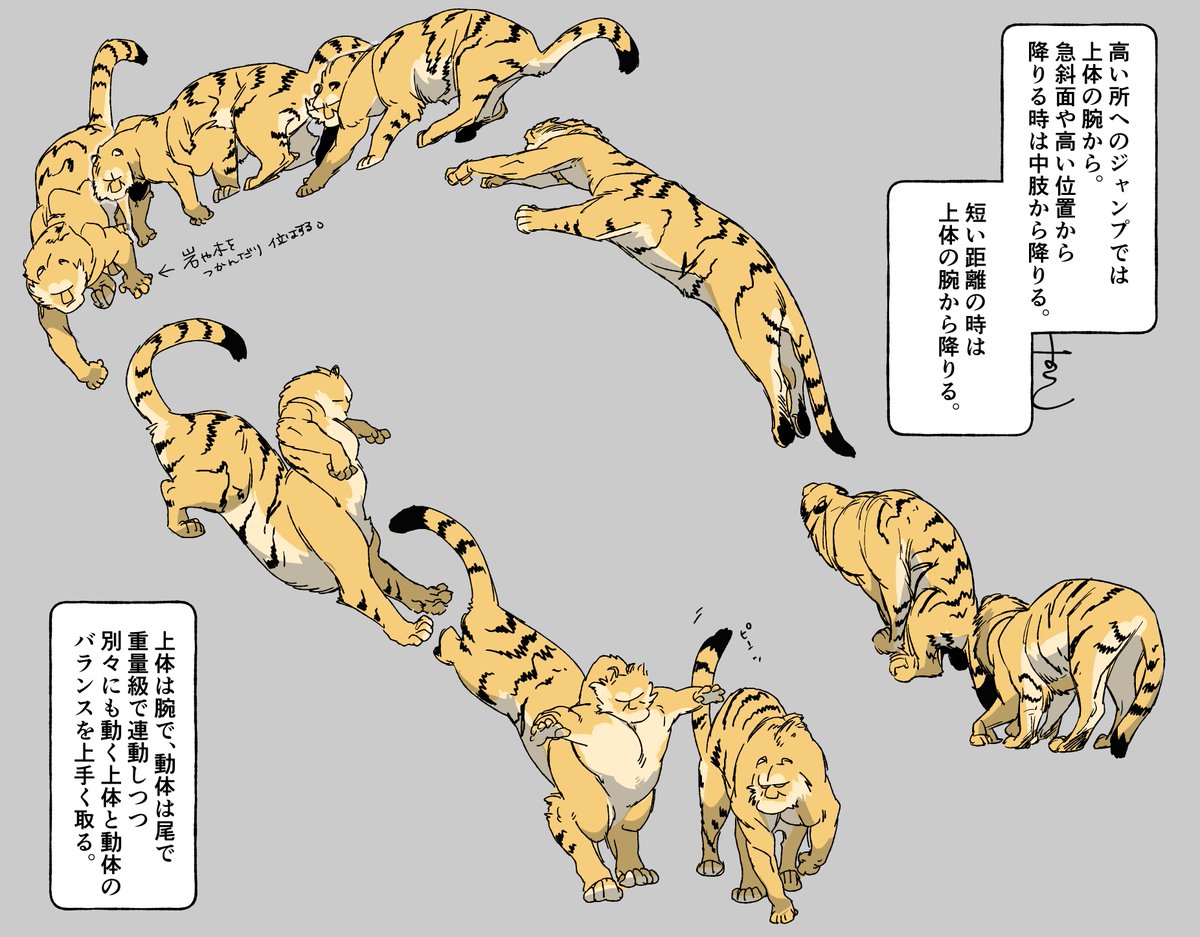 高い所へのジャンプでは
上体の腕から。
急斜面や高い位置から
降りる時は中肢から降りる。
短い距離の時は
上体の腕から降りる。
岩や木を
つかんだり位はする。
ピーン
上体は腕で、動体は尾で
重量級で連動しつつ
別々にも動く上体と動体の
バランスを上手く取る。